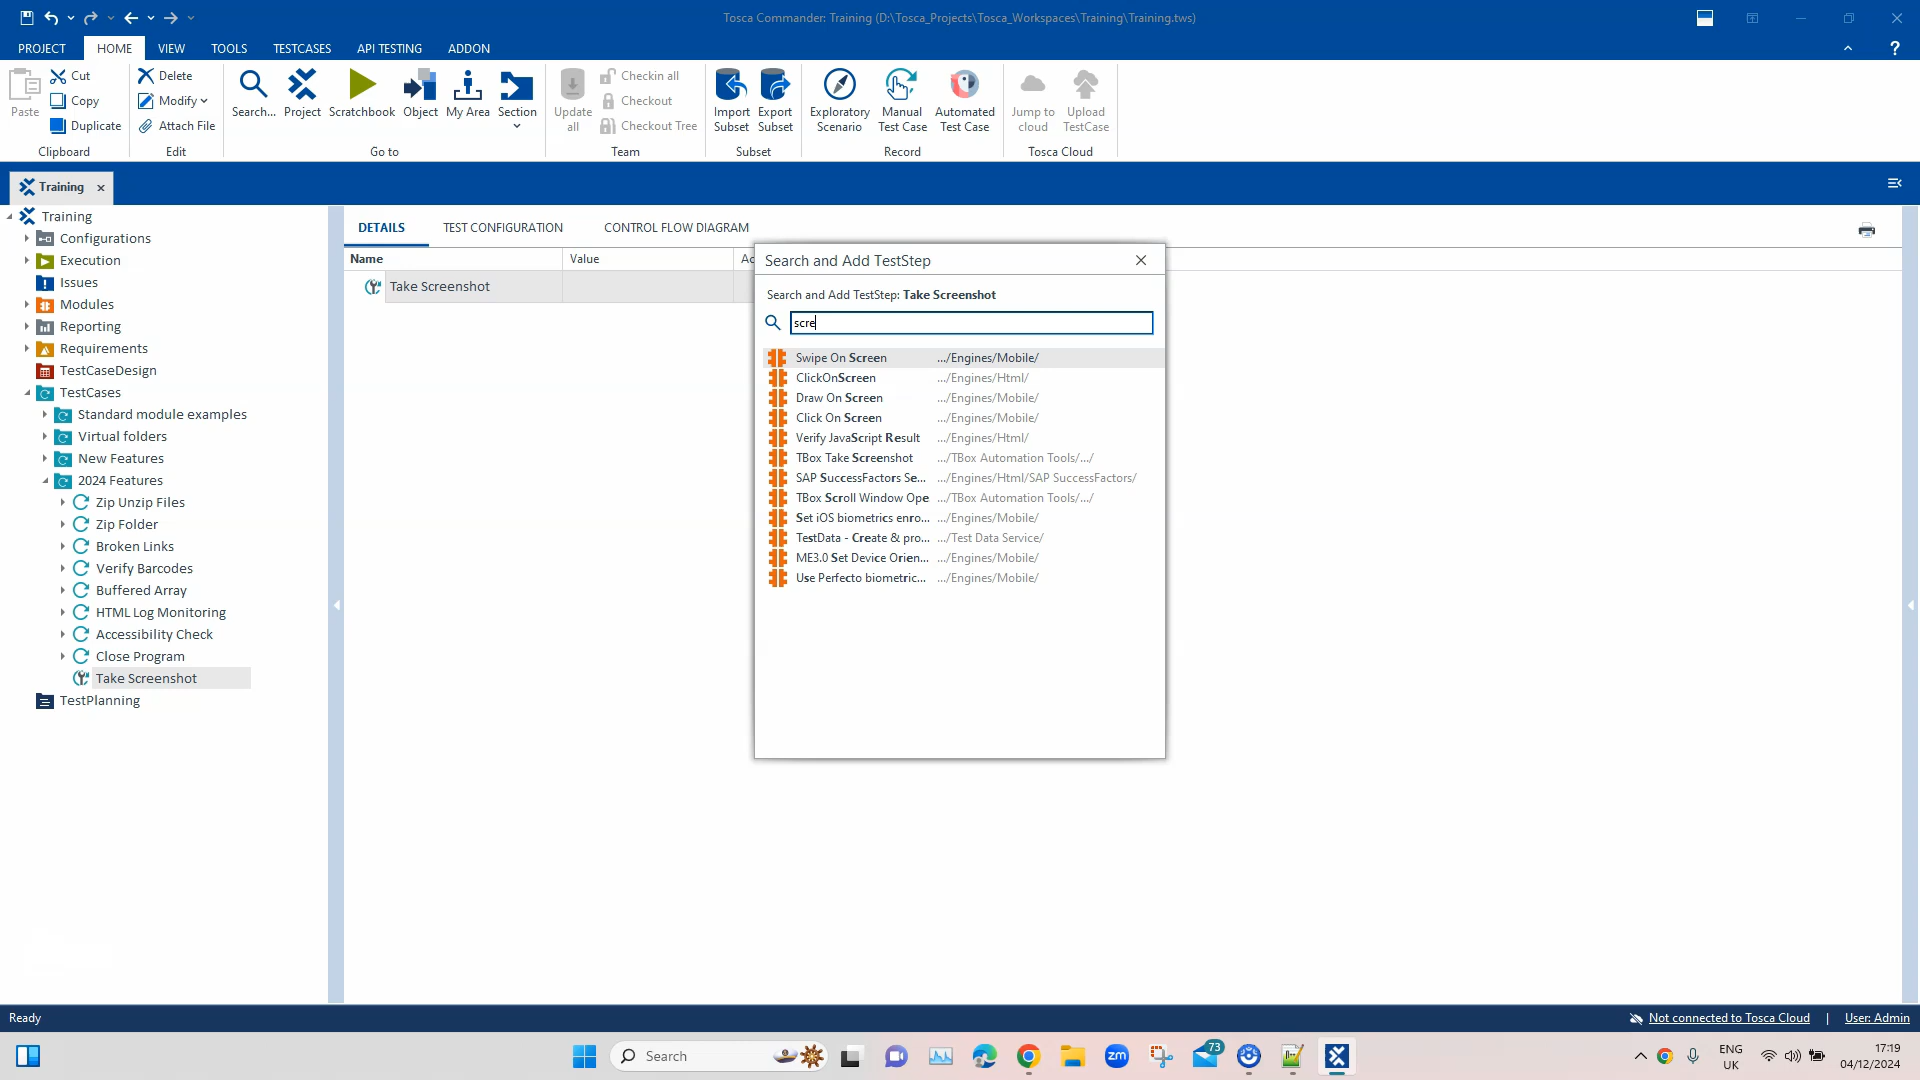 Tosca Commander: Training (D:\Tosca_Projects\Tosca_Workspaces\Training\Training.tws)
PROJECT HOME VIEW TOOLS TESTCASES API TESTING ADDON
Paste
Cut
Copy
Duplicate
Clipboard
Delete
Modify
Attach File
Edit
Search...
Project
Scratchbook
Object
My Area
Section
Go to
Update all
Checkin all
Checkout
Checkout Tree
Team
Import Subset
Export Subset
Subset
Exploratory Scenario
Manual Test Case
Automated Test Case
Record
Jump to cloud
Upload TestCase
Tosca Cloud
Training
Training
Configurations
Execution
Issues
Modules
Reporting
Requirements
TestCaseDesign
TestCases
Standard module examples
Virtual folders
New Features
2024 Features
Zip Unzip Files
Zip Folder
Broken Links
Verify Barcodes
Buffered Array
HTML Log Monitoring
Accessibility Check
Close Program
Take Screenshot
TestPlanning
DETAILS TEST CONFIGURATION CONTROL FLOW DIAGRAM
Name Value Ac
Take Screenshot
Search and Add TestStep
Search and Add TestStep: Take Screenshot
scre
Swipe On Screen .../Engines/Mobile/
ClickOnScreen .../Engines/Html/
Draw On Screen .../Engines/Mobile/
Click On Screen .../Engines/Mobile/
Verify JavaScript Result .../Engines/Html/
TBox Take Screenshot .../TBox Automation Tools/.../
SAP SuccessFactors Se... .../Engines/Html/SAP SuccessFactors/
TBox Scroll Window Ope .../TBox Automation Tools/.../
Set iOS biometrics enro... .../Engines/Mobile/
TestData - Create & pro... .../Test Data Service/
ME3.0 Set Device Orien... .../Engines/Mobile/
Use Perfecto biometric... .../Engines/Mobile/
Ready
Not connected to Tosca Cloud | User: Admin
Search
zm
73
ENG
UK
17:19
04/12/2024